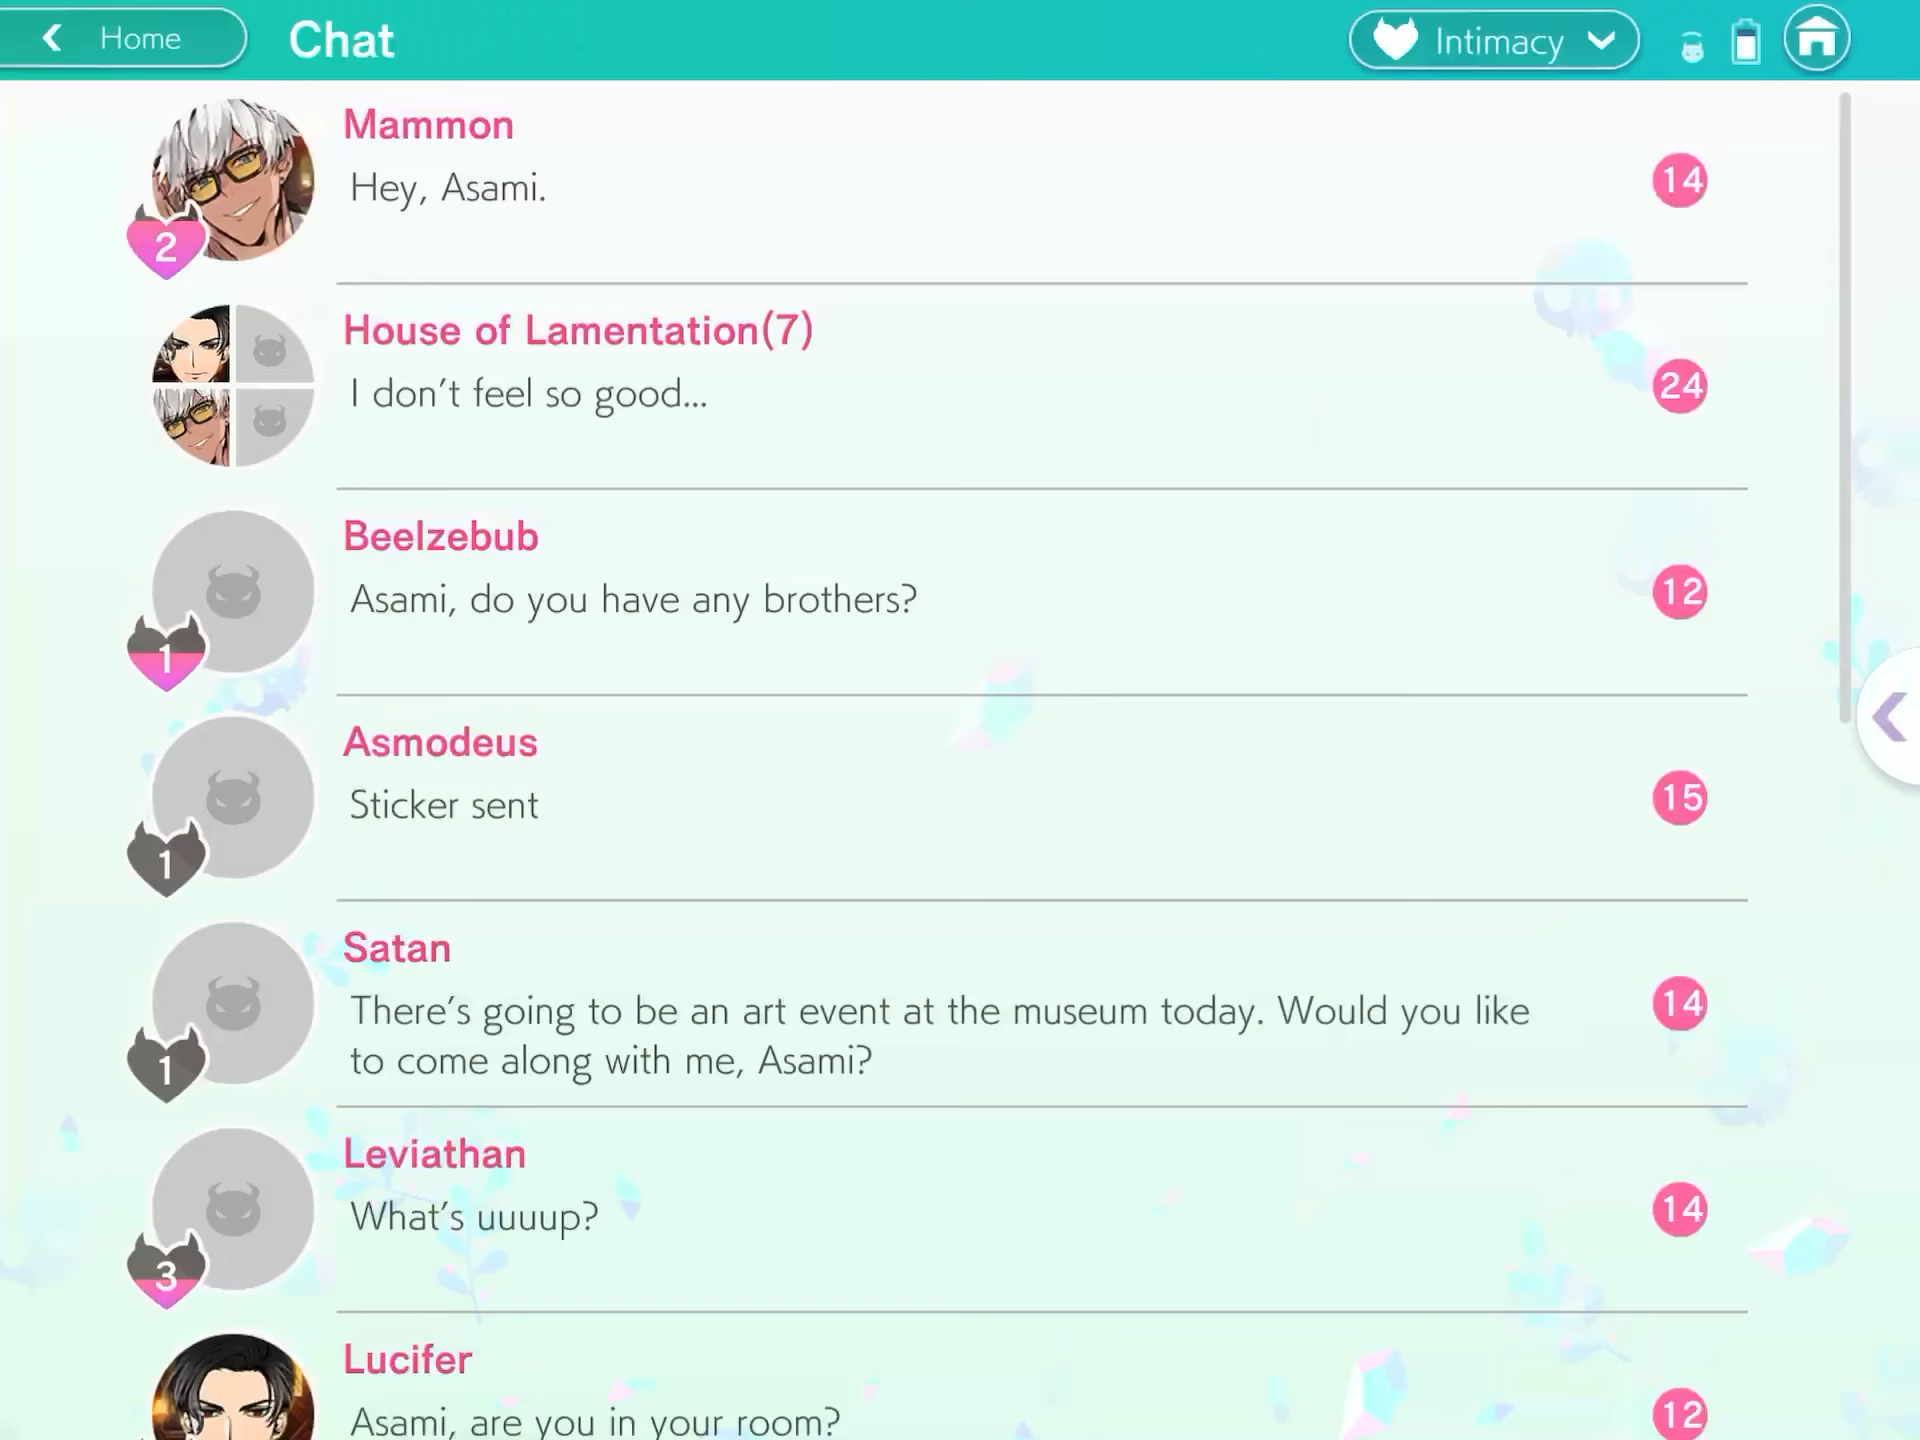 Home
Chat
Intimacy
Mammon
Hey, Asami.
14
2
House of Lamentation(7)
I don't feel so good...
24
Beelzebub
Asami, do you have any brothers?
12
1
Asmodeus
Sticker sent
15
1
Satan
There's going to be an art event at the museum today. Would you like
to come along with me, Asami?
14
1
Leviathan
What's uuuup?
14
3
Lucifer
Asami, are you in your room?
12